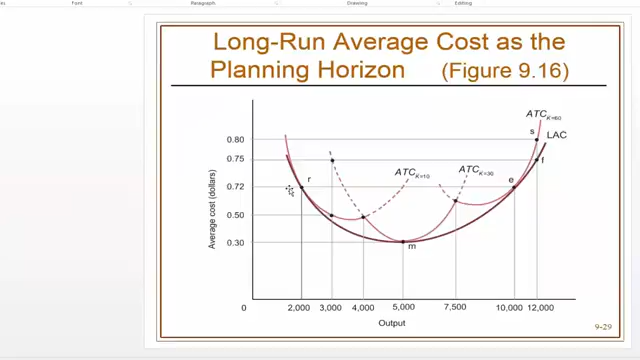 Font
Paragraph
Drawing
Editing
Long-Run Average Cost as the
Planning Horizon (Figure 9.16)
ATC K=60
s
LAC
0.80
0.75
f
ATC K=10
ATC K=30
r
e
0.72
0.50
0.30
m
Average cost (dollars)
0
2,000
3,000
4,000
5,000
7,500
10,000
12,000
Output
9-29